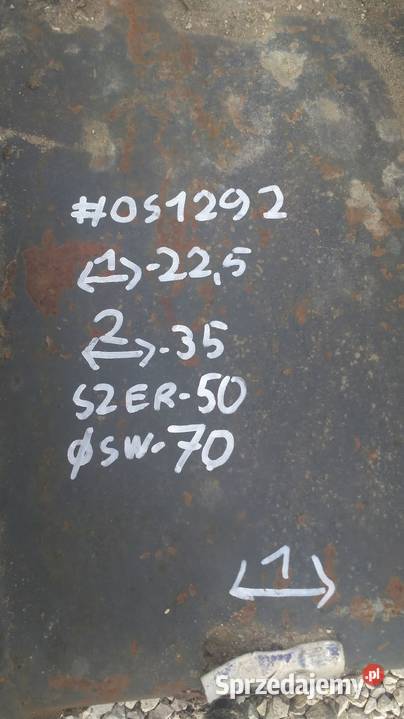 #OS1292
1 -22,5
2 -35
SZER-50
ØSW-70
1
Sprzedajemy.pl